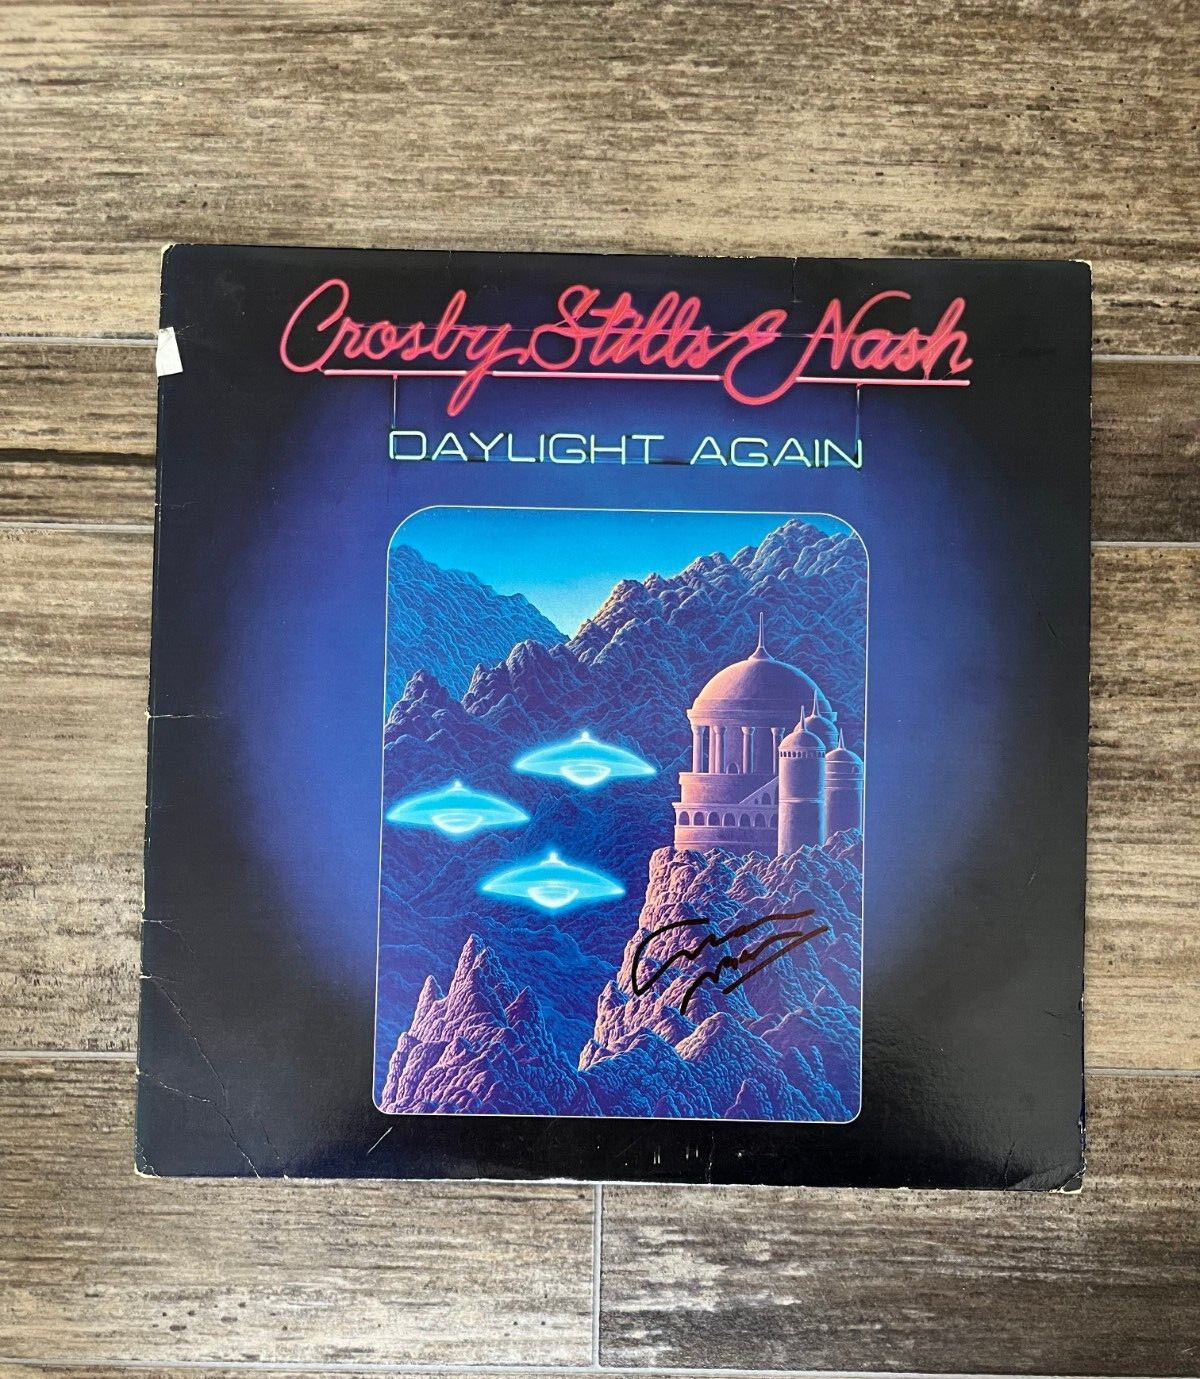 Crosby, Stills & Nash
DAYLIGHT AGAIN